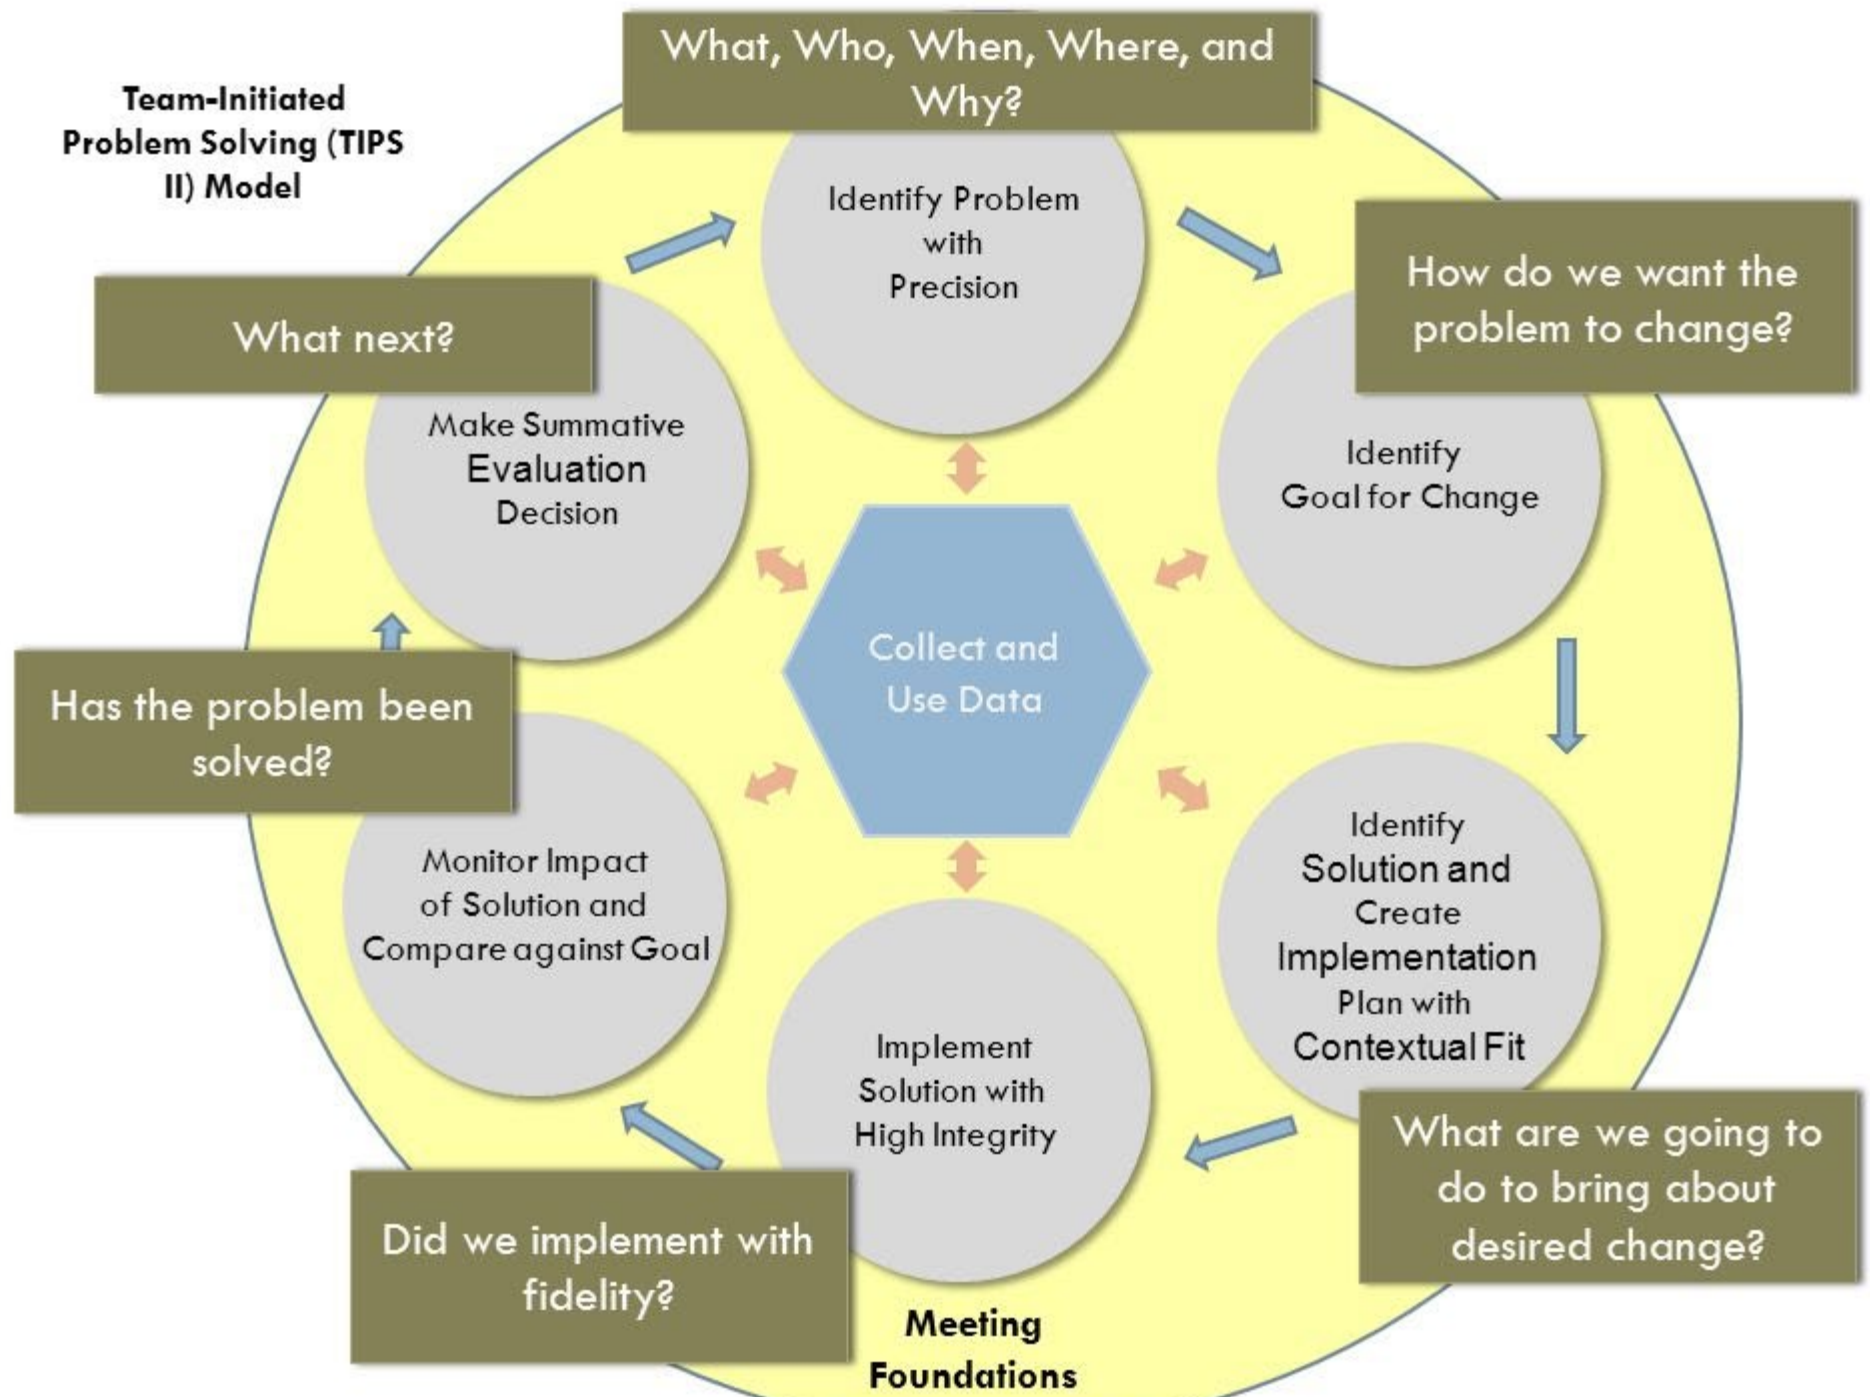 Team-Initiated
Problem Solving (TIPS
II) Model
What, Who, When, Where, and
Why?
Identify Problem
with
Precision
How do we want the
problem to change?
Identify
Goal for Change
Identify
Solution and
Create
Implementation
Plan with
Contextual Fit
What are we going to
do to bring about
desired change?
Implement
Solution with
High Integrity
Did we implement with
fidelity?
Monitor Impact
of Solution and
Compare against Goal
Has the problem been
solved?
Make Summative
Evaluation
Decision
What next?
Collect and
Use Data
Meeting
Foundations